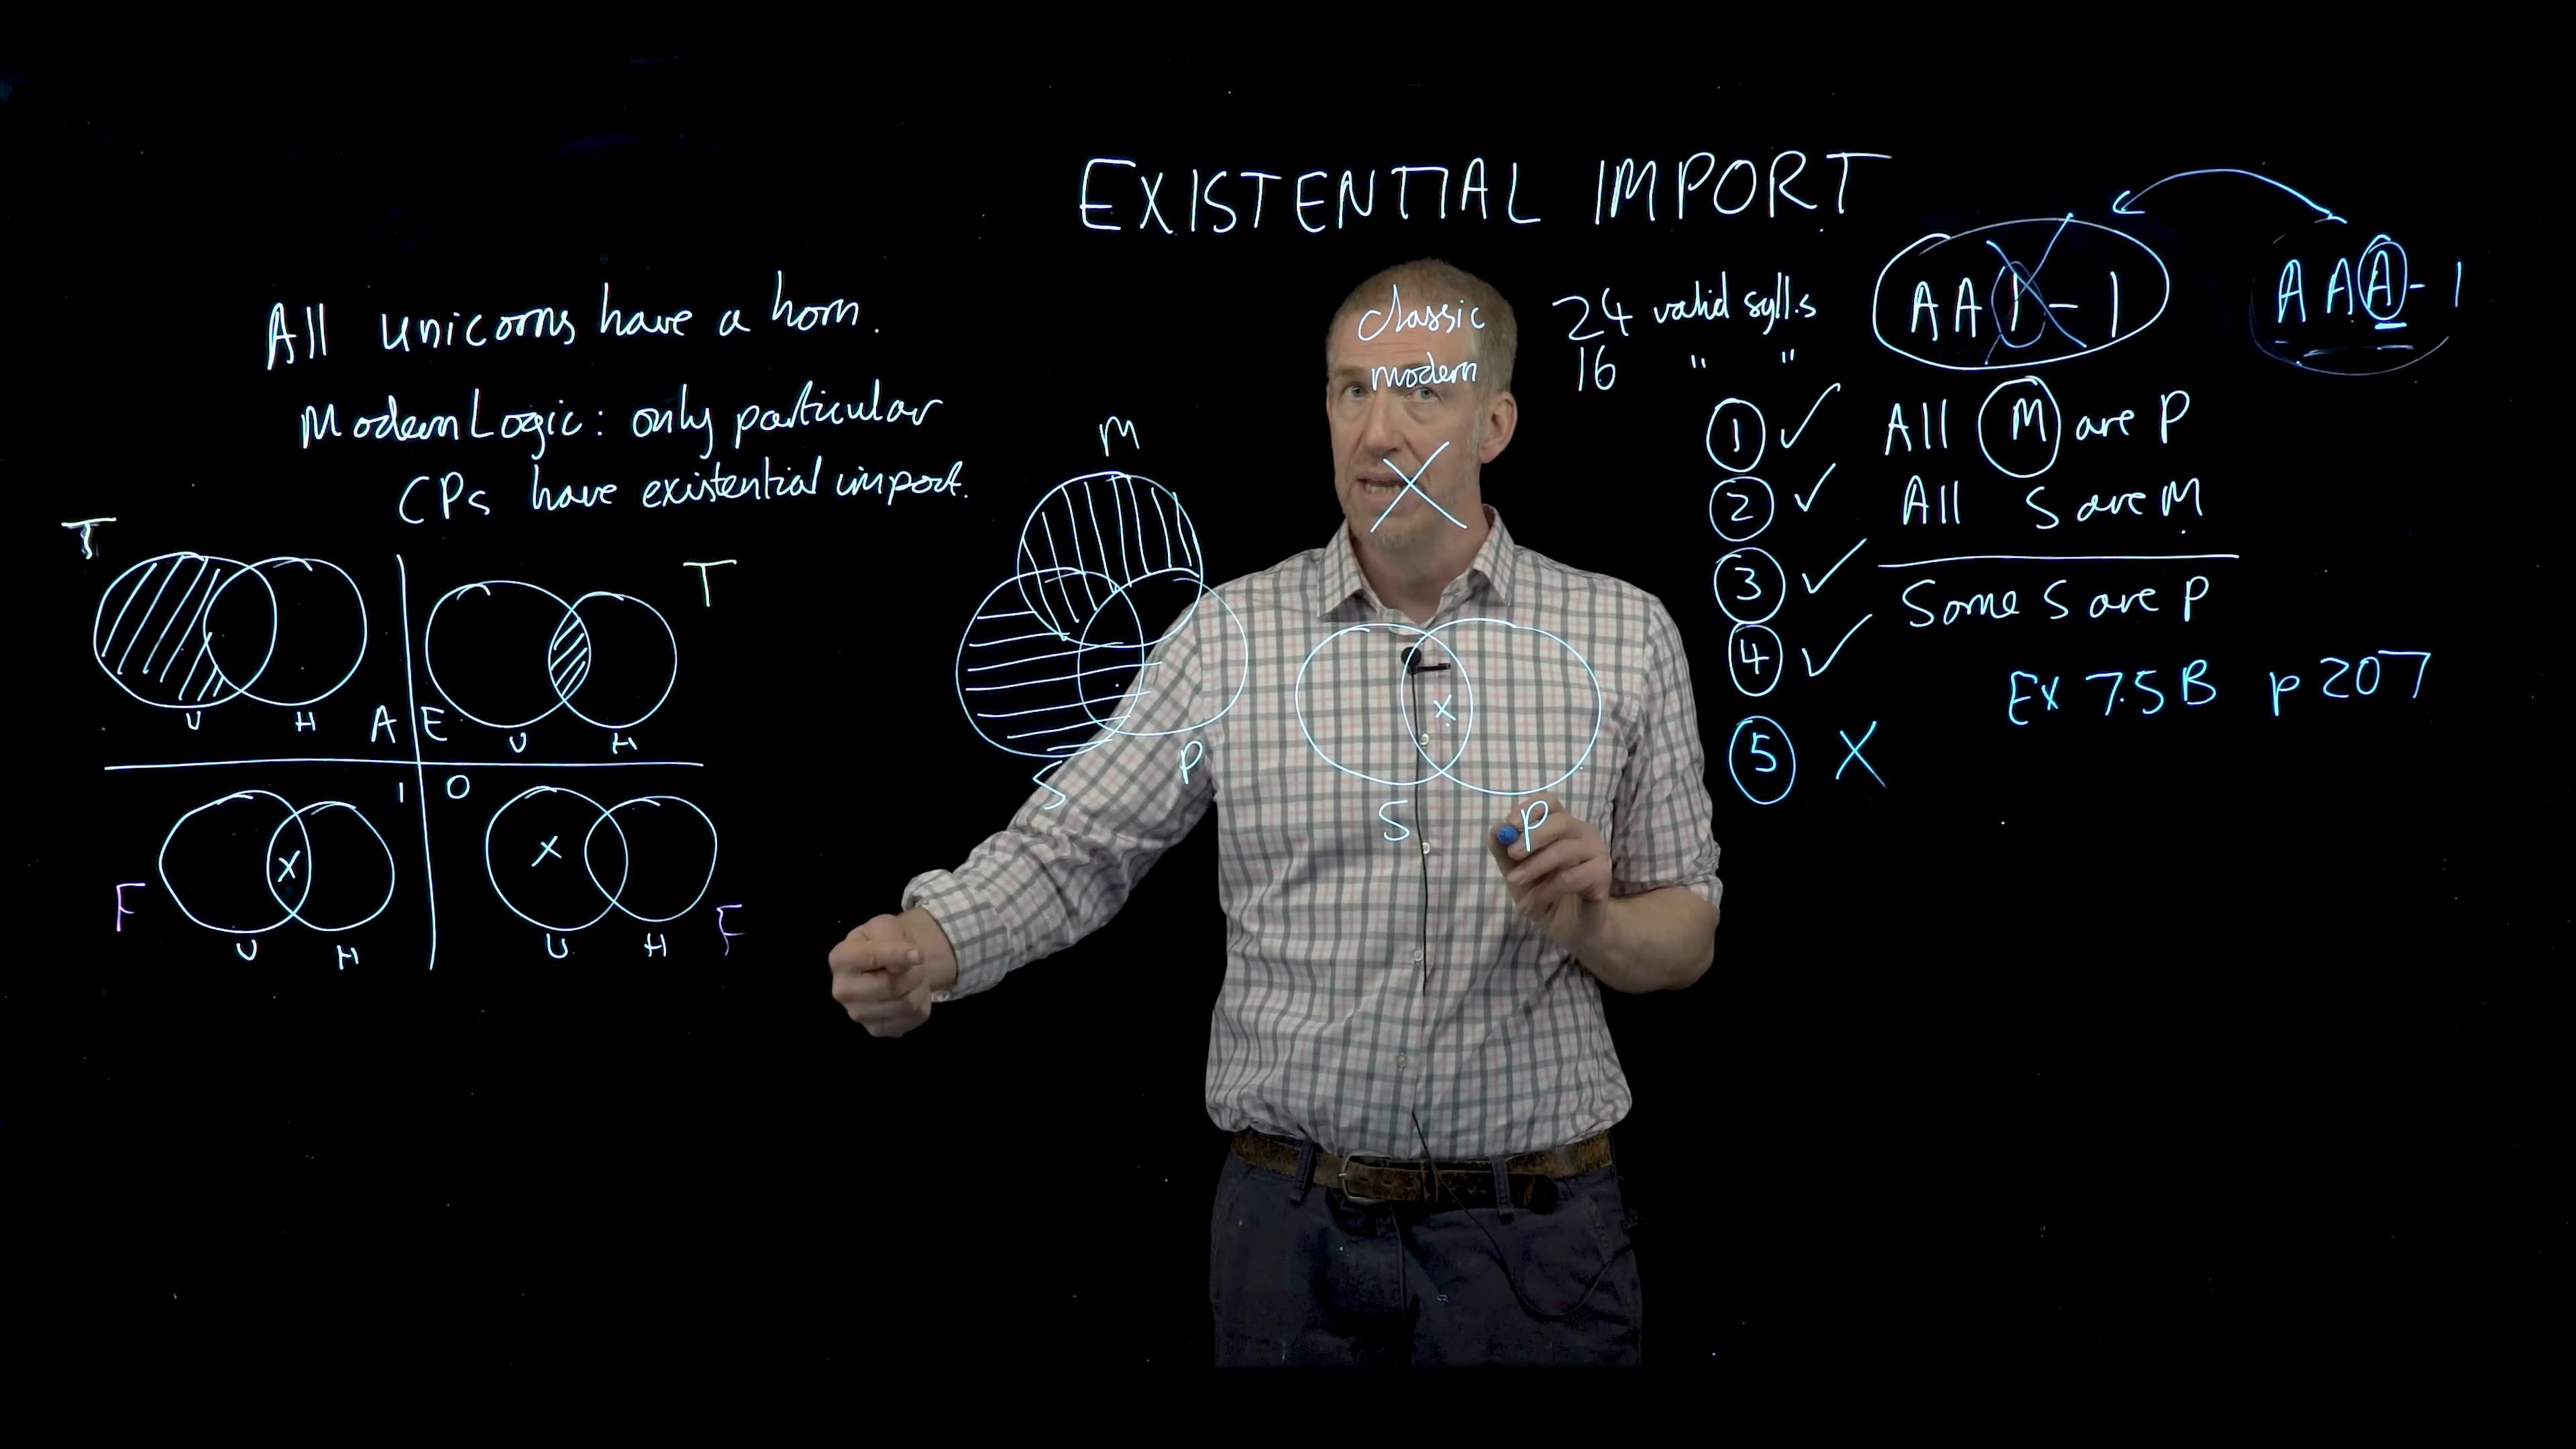 EXISTENTIAL IMPORT
All unicorns have a horn.
Modern Logic: only particular
CPs have existential import.
T
U H A
E U H
T
I
F
U H
O
U H
F
M
S P
classic 24 valid sylls
modern 16 " "
X
X
S P
AAI-1
AAA-1
1 ✓ All M are P
2 ✓ All S are M
3 ✓ Some S are P
4 ✓
5 X
Ex 7.5B p207